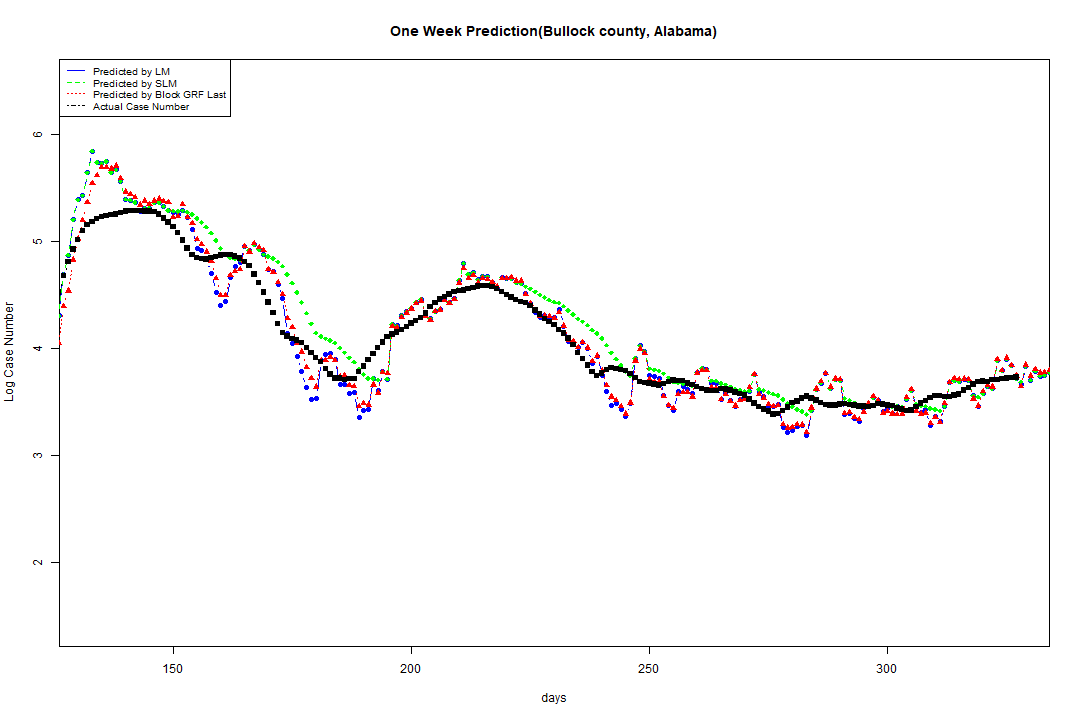 One Week Prediction(Bullock county, Alabama)
Predicted by LM
Predicted by SLM
Predicted by Block GRF Last
Actual Case Number
6
5
4
3
2
Log Case Number
150
200
250
300
days